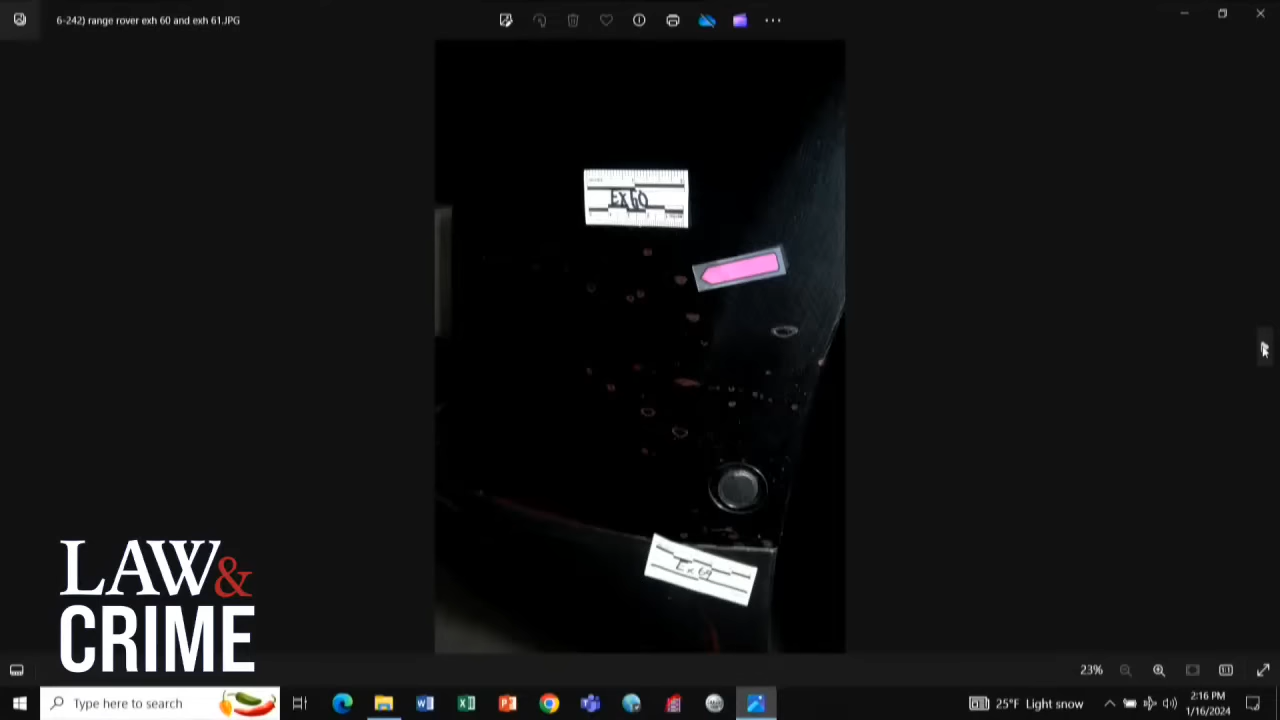 6-242) range rover exh 60 and exh 61.JPG
Ex60
LAW&
CRIME
23%
Type here to search
25°F Light snow
2:16 PM
1/16/2024